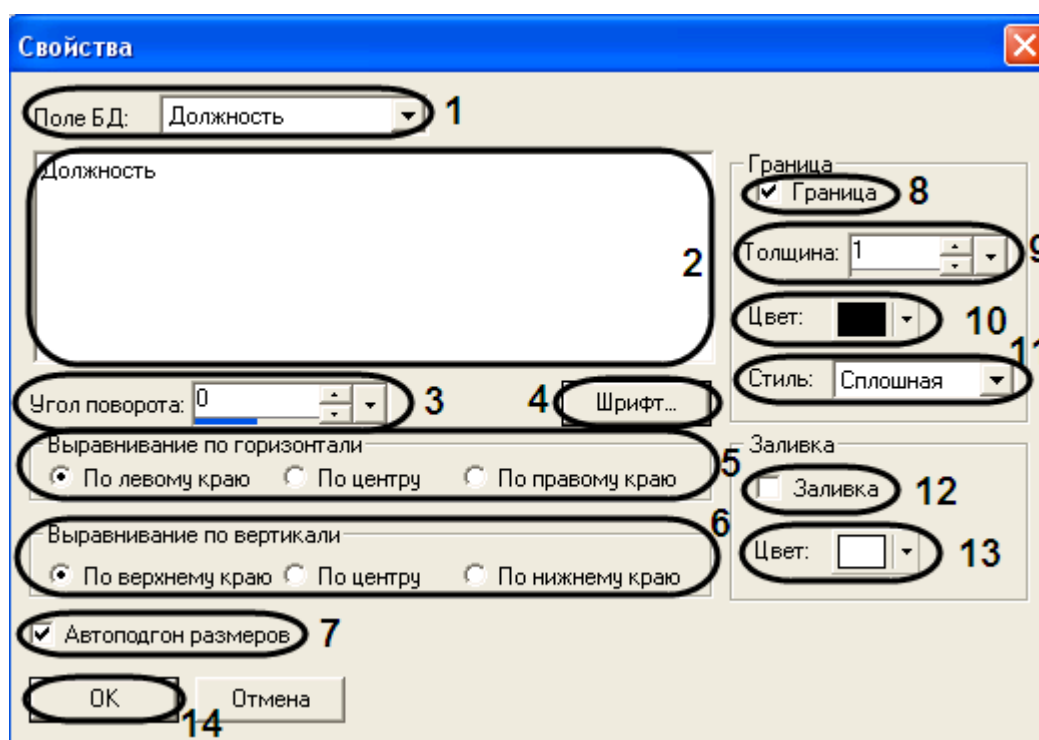 Свойства
Поле БД: Должность 1
Должность
2
Угол поворота: 0 3
4 Шрифт...
Выравнивание по горизонтали
По левому краю По центру По правому краю 5
Выравнивание по вертикали 6
По верхнему краю По центру По нижнему краю
Автоподгон размеров 7
OK Отмена
14
Граница
Граница 8
Толщина: 1 9
Цвет: 10
Стиль: Сплошная 11
Заливка
Заливка 12
Цвет: 13